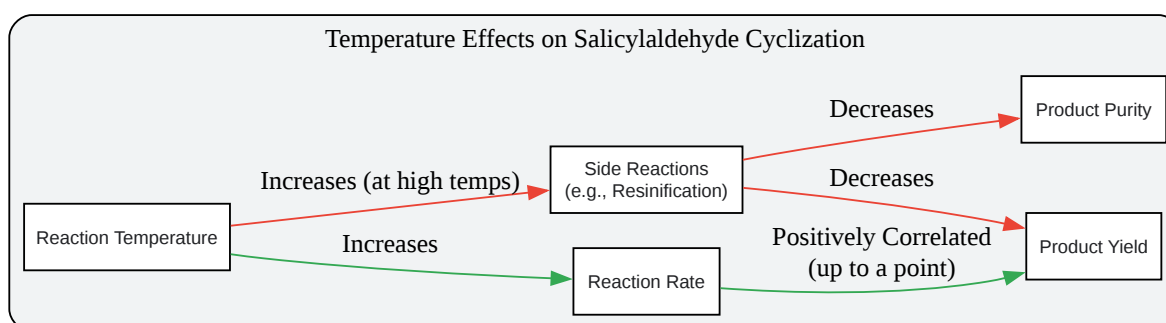 Temperature Effects on Salicylaldehyde Cyclization
Decreases
Product Purity
Increases (at high temps)
Side Reactions
(e.g., Resinification)
Decreases
Reaction Temperature
Increases
Positively Correlated
(up to a point)
Product Yield
Reaction Rate